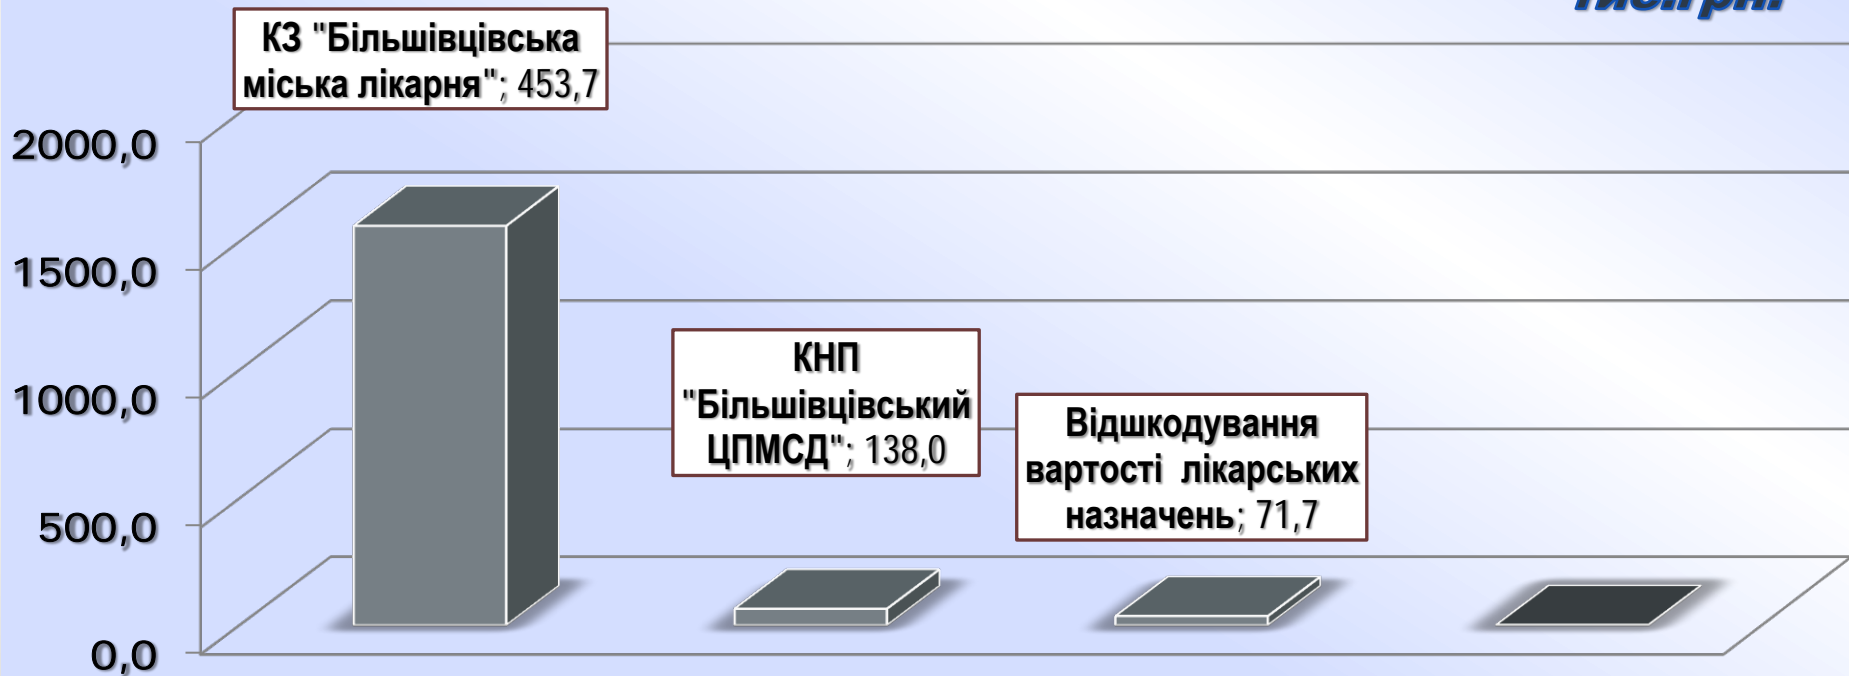 КЗ "Більшівцівська
міська лікарня"; 453,7
2000,0
1500,0
1000,0
500,0
0,0
КНП
"Більшівцівський
ЦПМСД"; 138,0
Відшкодування
вартості лікарських
назначень; 71,7